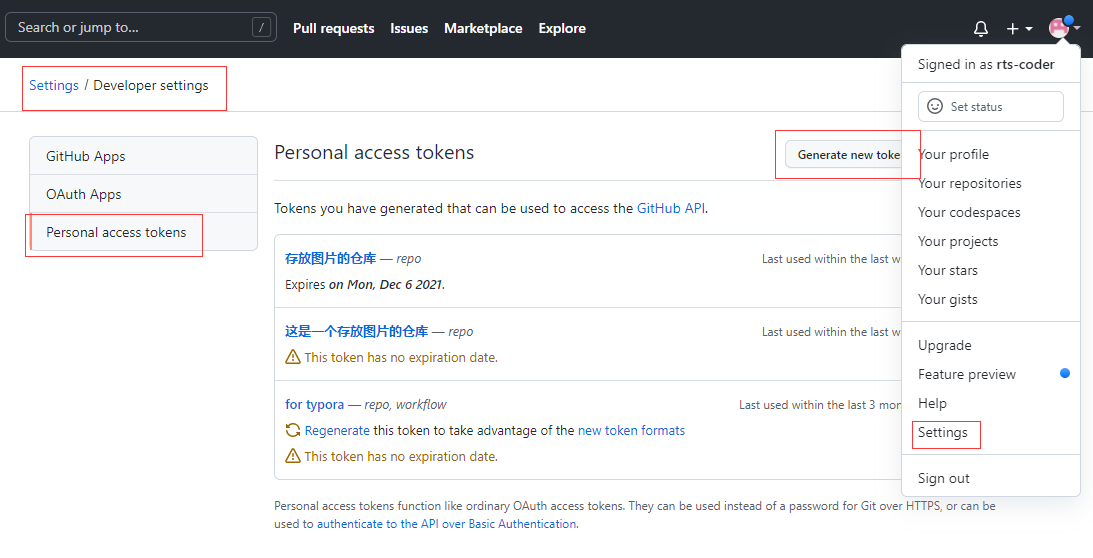 Search or jump to...
/
Pull requests Issues Marketplace Explore
Signed in as rts-coder
Set status
Your profile
Your repositories
Your codespaces
Your projects
Your stars
Your gists
Upgrade
Feature preview
Help
Settings
Sign out
Settings / Developer settings
GitHub Apps
OAuth Apps
Personal access tokens
Personal access tokens
Generate new toke
Tokens you have generated that can be used to access the GitHub API.
存放图片的仓库 — repo
Last used within the last w
Expires on Mon, Dec 6 2021.
这是一个存放图片的仓库 — repo
Last used within the last w
This token has no expiration date.
for typora — repo, workflow
Last used within the last 3 mon
Regenerate this token to take advantage of the new token formats
This token has no expiration date.
Personal access tokens function like ordinary OAuth access tokens. They can be used instead of a password for Git over HTTPS, or can be
used to authenticate to the API over Basic Authentication.